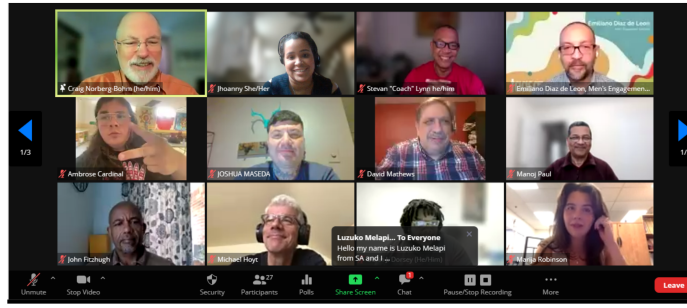 Emiliano Diaz de Leon
Craig Norberg-Bohm (he/him)
Jhoanny She/Her
Stevan "Coach" Lynn he/him
Emiliano Diaz de Leon, Men's Engagemen...
1/3
Ambrose Cardinal
JOSHUA MASEDA
David Mathews
Manoj Paul
John Fitzhugh
Michael Hoyt
Luzuko Melapi... To Everyone
Hello my name is Luzuko Melapi
from SA and I ...
Marija Robinson
27
1
Unmute
Stop Video
Security
Participants
Polls
Share Screen
Chat
Pause/Stop Recording
More
Leave